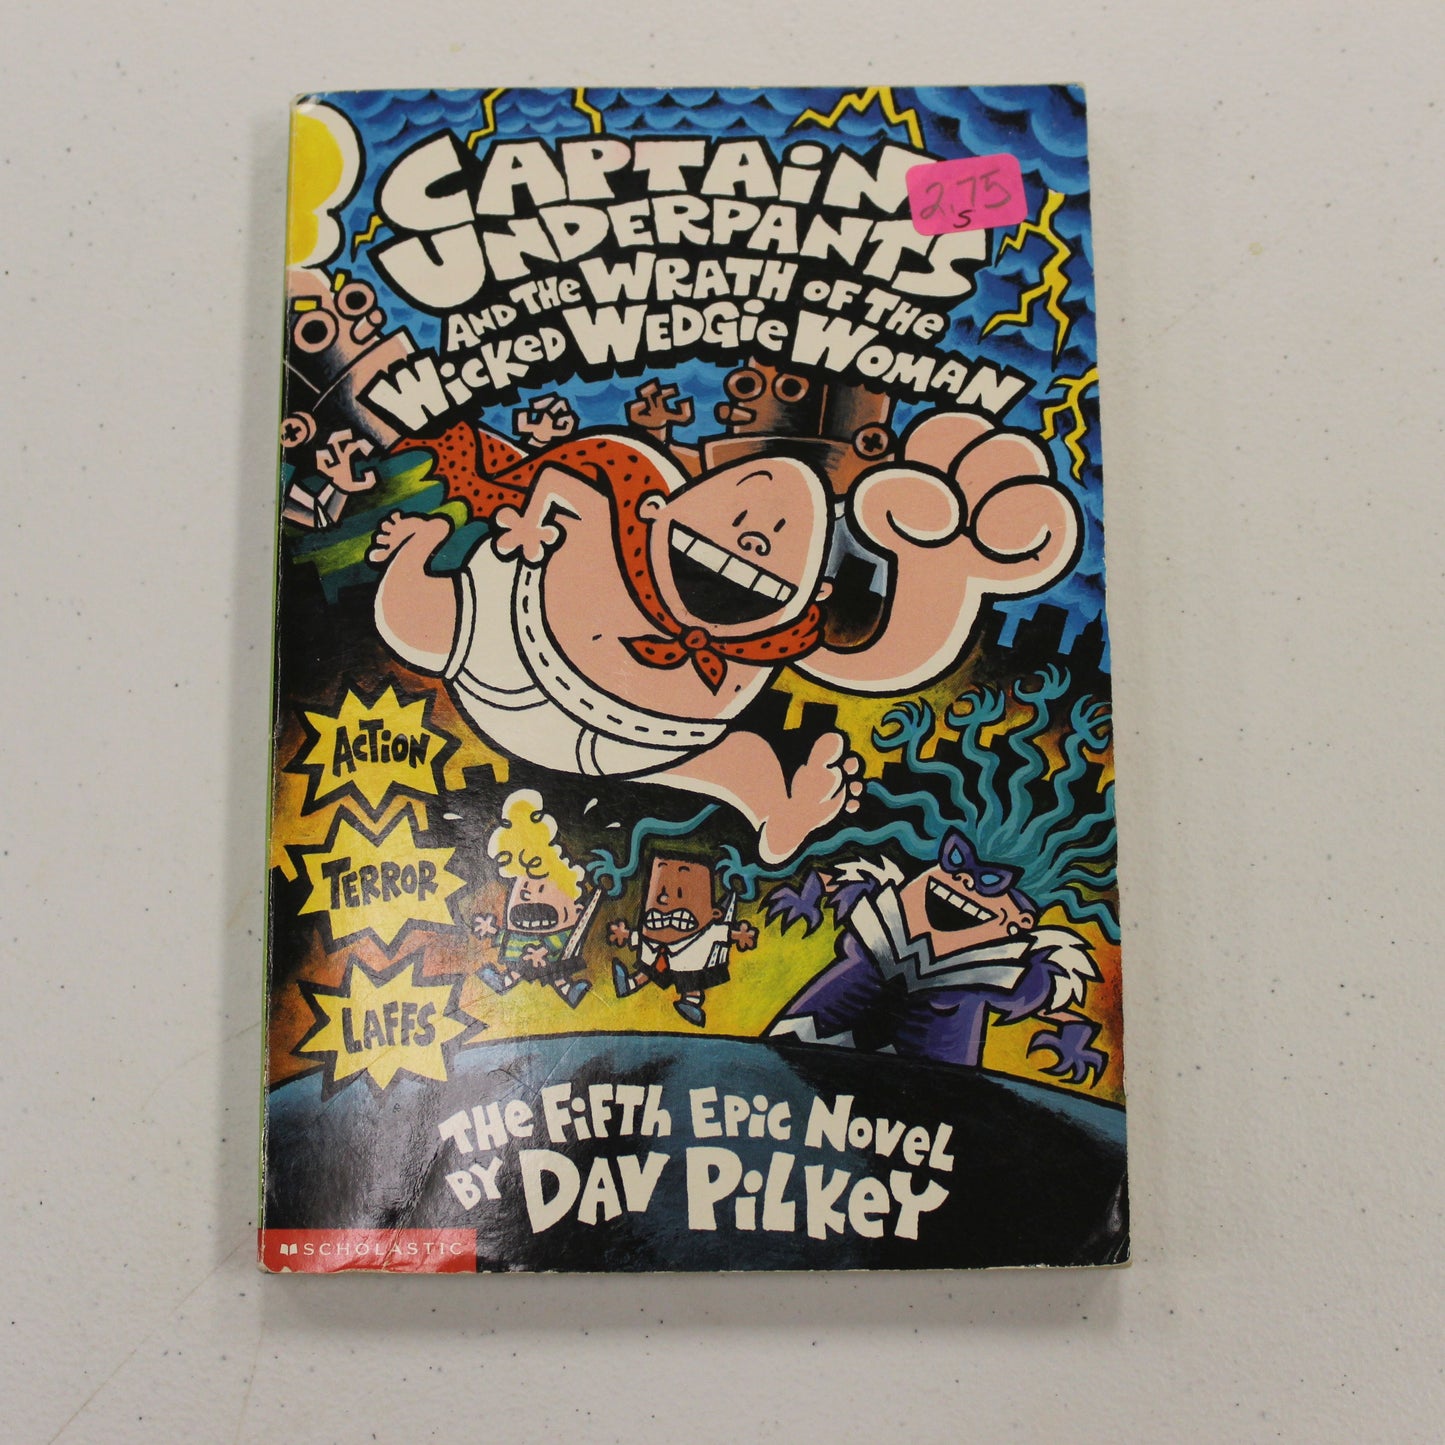 CAPTAIN
2.75
S
UNDERPANTS
AND THE WRATH OF THE
WICKED WEDGIE WOMAN
ACTION
TERROR
LAFFS
THE FIFTH EPIC NOVEL
BY DAV PILKEY
SCHOLASTIC